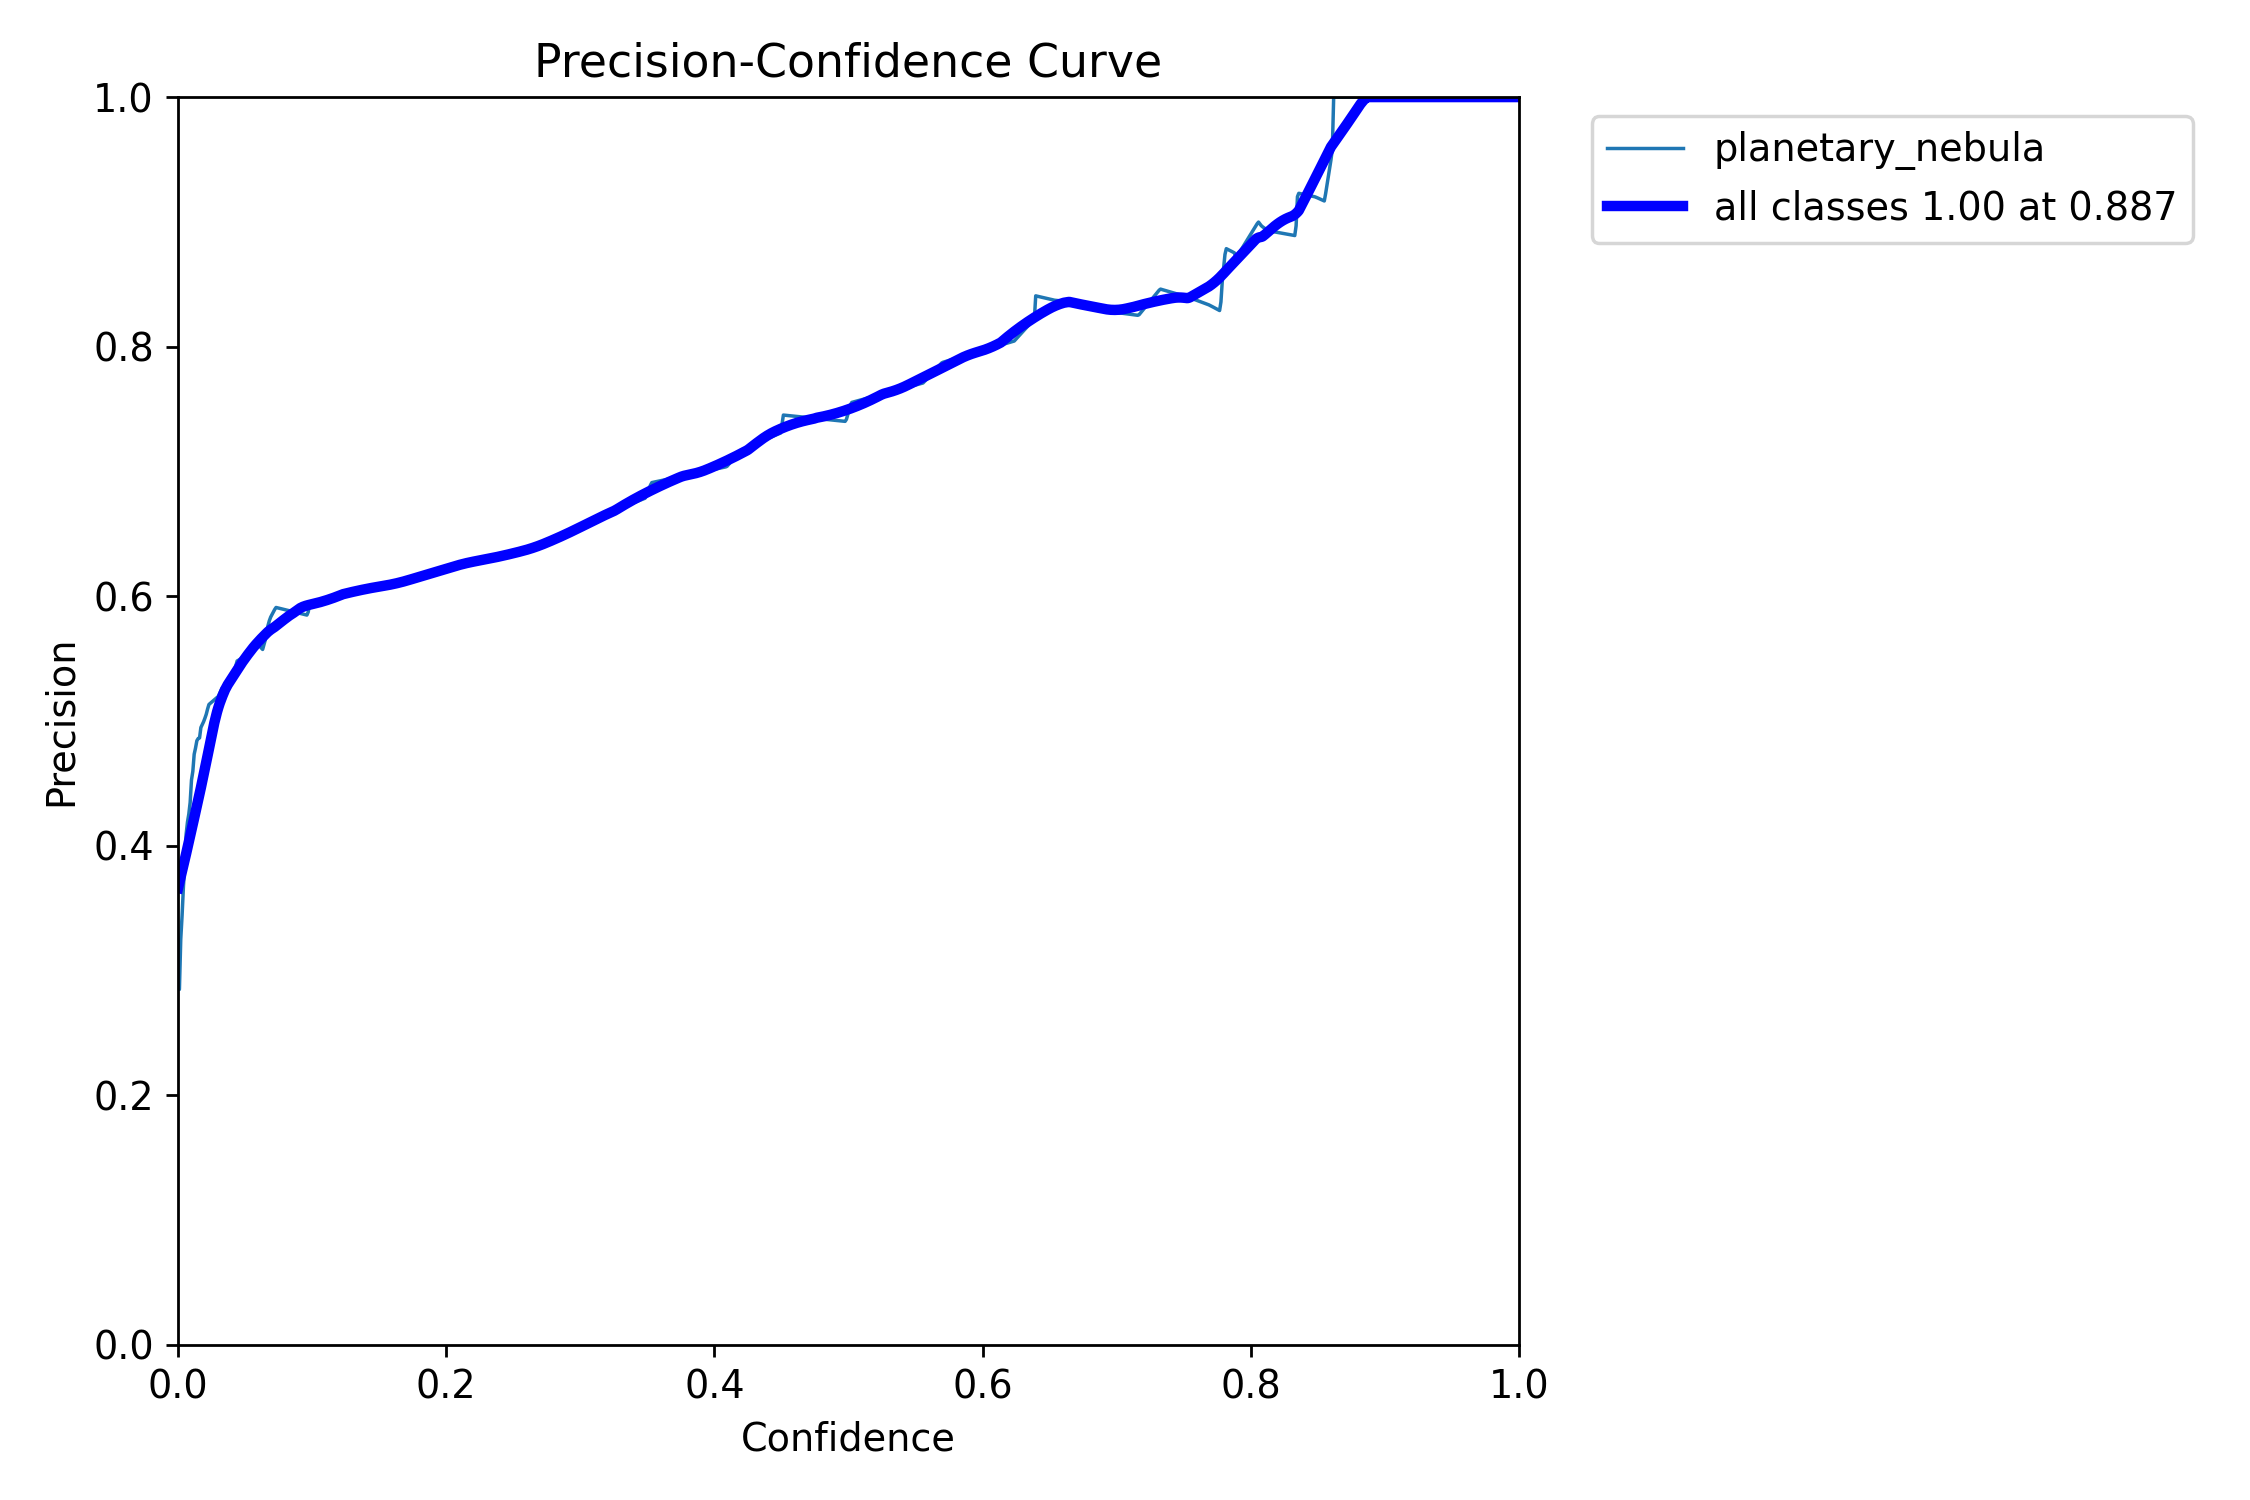 Precision-Confidence Curve
1.0
0.8
0.6
0.4
0.2
0.0
Precision
0.0 0.2 0.4 0.6 0.8 1.0
Confidence
planetary_nebula
all classes 1.00 at 0.887